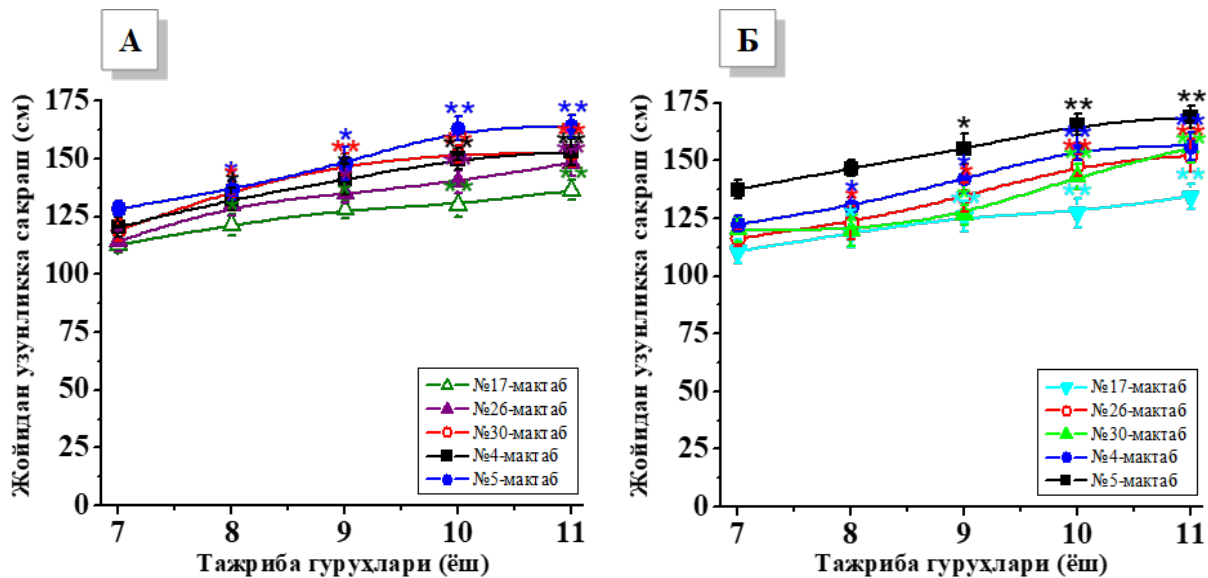 А
Жойидан узунликка сакраш (см)
175
150
125
100
75
50
25
0
** **
*
**
*
**
**
*
**
**
**
**
№17-мактаб
№26-мактаб
№30-мактаб
№4-мактаб
№5-мактаб
7 8 9 10 11
Тажриба гуруҳлари (ёш)
Б
Жойидан узунликка сакраш (см)
175
150
125
100
75
50
25
0
*
**
**
*
*
**
**
**
**
**
**
№17-мактаб
№26-мактаб
№30-мактаб
№4-мактаб
№5-мактаб
7 8 9 10 11
Тажриба гуруҳлари (ёш)